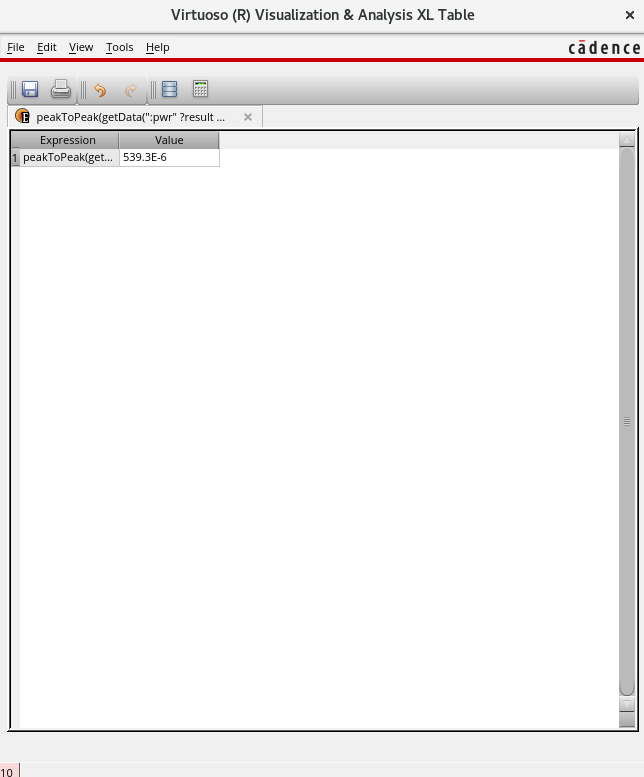 Virtuoso (R) Visualization & Analysis XL Table ×
File Edit View Tools Help cādence
peakToPeak(getData(":pwr" ?result ...
Expression Value
1 peakToPeak(get... 539.3E-6
10